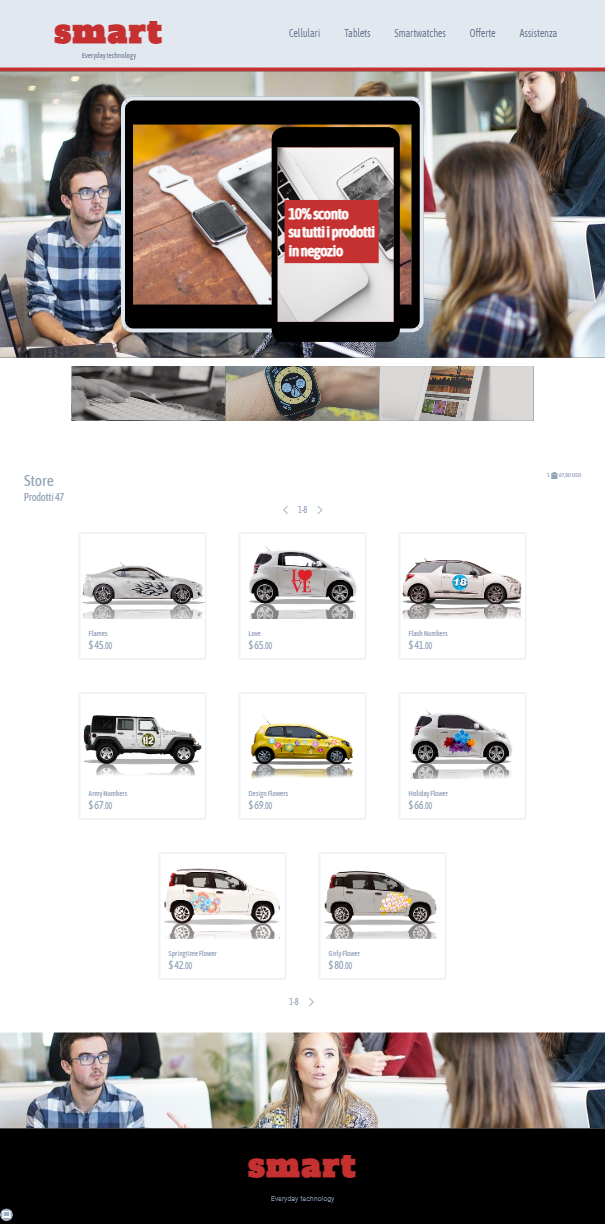 smart
Everyday technology
Cellulari Tablets Smartwatches Offerte Assistenza
10% sconto
su tutti i prodotti
in negozio
Store
Prodotti 47
1 67,00 USD
1-8
LOVE
18
Flames Love Flash Numbers
$ 45.00 $ 65.00 $ 41.00
02
Army Numbers Design Flowers Holiday Flower
$ 67.00 $ 69.00 $ 66.00
Springtime Flower Girly Flower
$ 42.00 $ 80.00
1-8
smart
Everyday technology